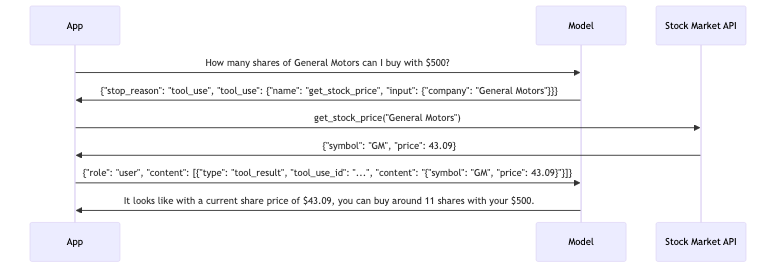 App Model Stock Market API
How many shares of General Motors can I buy with $500?
{"stop_reason": "tool_use", "tool_use": {"name": "get_stock_price", "input": {"company": "General Motors"}}}
get_stock_price("General Motors")
{"symbol": "GM", "price": 43.09}
{"role": "user", "content": [{"type": "tool_result", "tool_use_id": "...", "content": "{"symbol": "GM", "price": 43.09}"}]}
It looks like with a current share price of $43.09, you can buy around 11 shares with your $500.
App Model Stock Market API